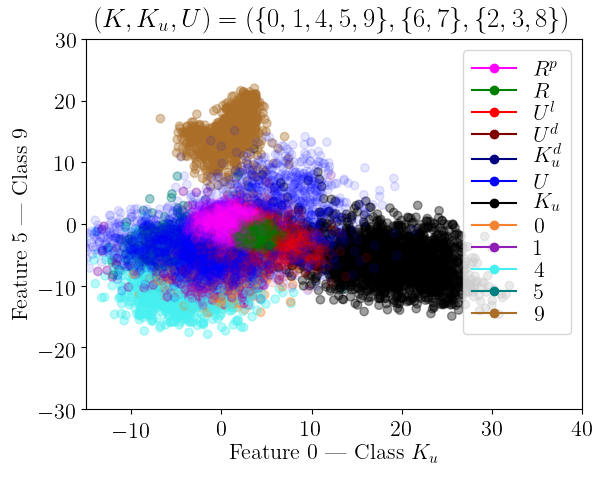 (K, K_u, U) = ({0, 1, 4, 5, 9}, {6, 7}, {2, 3, 8})
30
20
10
0
−10
−20
−30
Feature 5 — Class 9
R^p
R
U^l
U^d
K_u^d
U
K_u
0
1
4
5
9
−10
0
10
20
30
40
Feature 0 — Class K_u